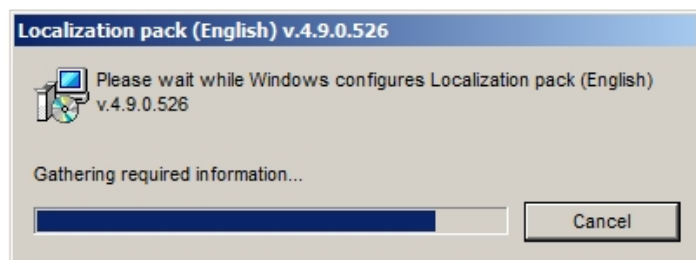 Localization pack (English) v.4.9.0.526
Please wait while Windows configures Localization pack (English)
v.4.9.0.526
Gathering required information...
Cancel